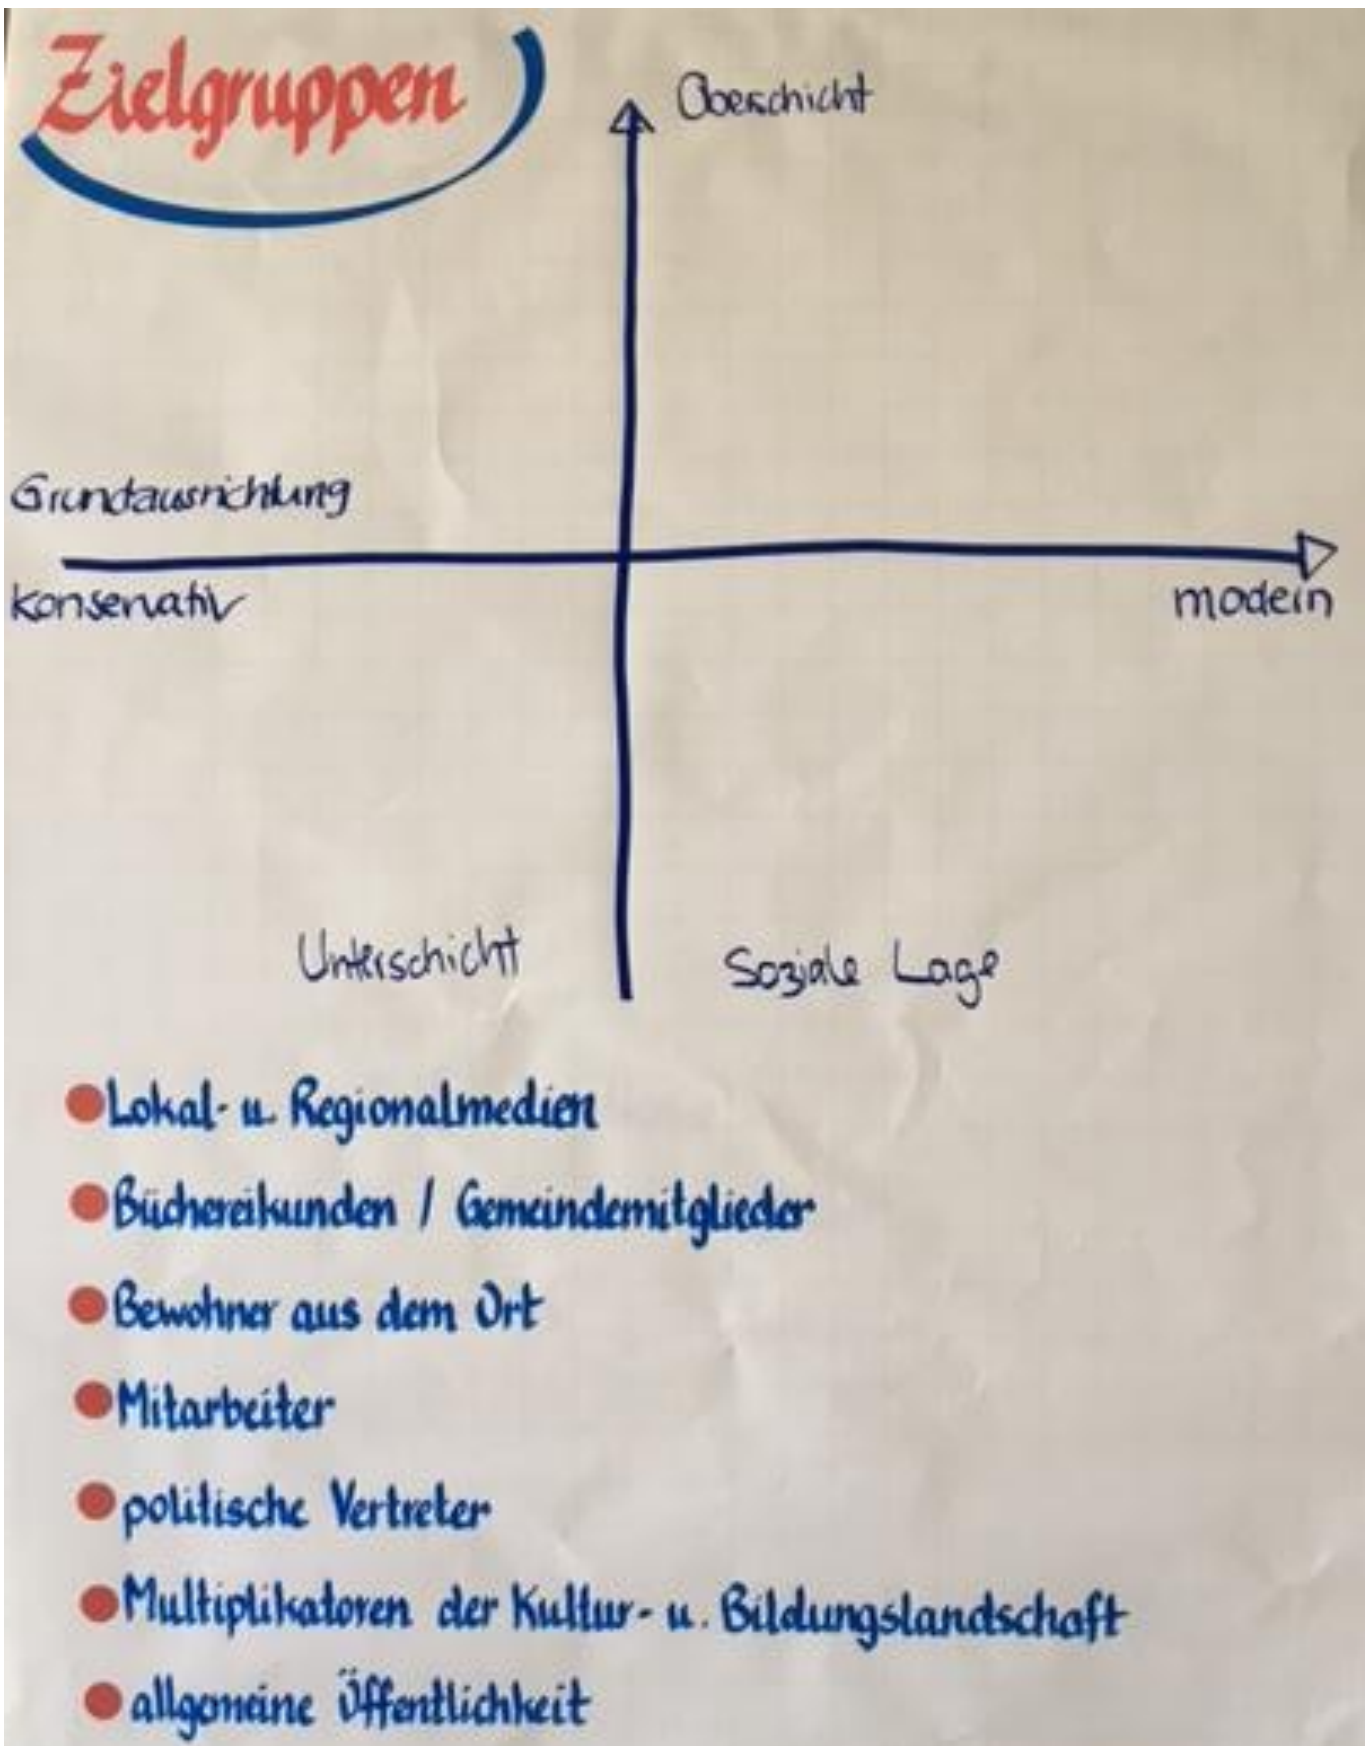 Zielgruppen
Oberschicht
Grundausrichtung
konservativ
modern
Unterschicht
Soziale Lage
Lokal- u. Regionalmedien
Büchereikunden / Gemeindemitglieder
Bewohner aus dem Ort
Mitarbeiter
politische Vertreter
Multiplikatoren der Kultur- u. Bildungslandschaft
allgemeine Öffentlichkeit